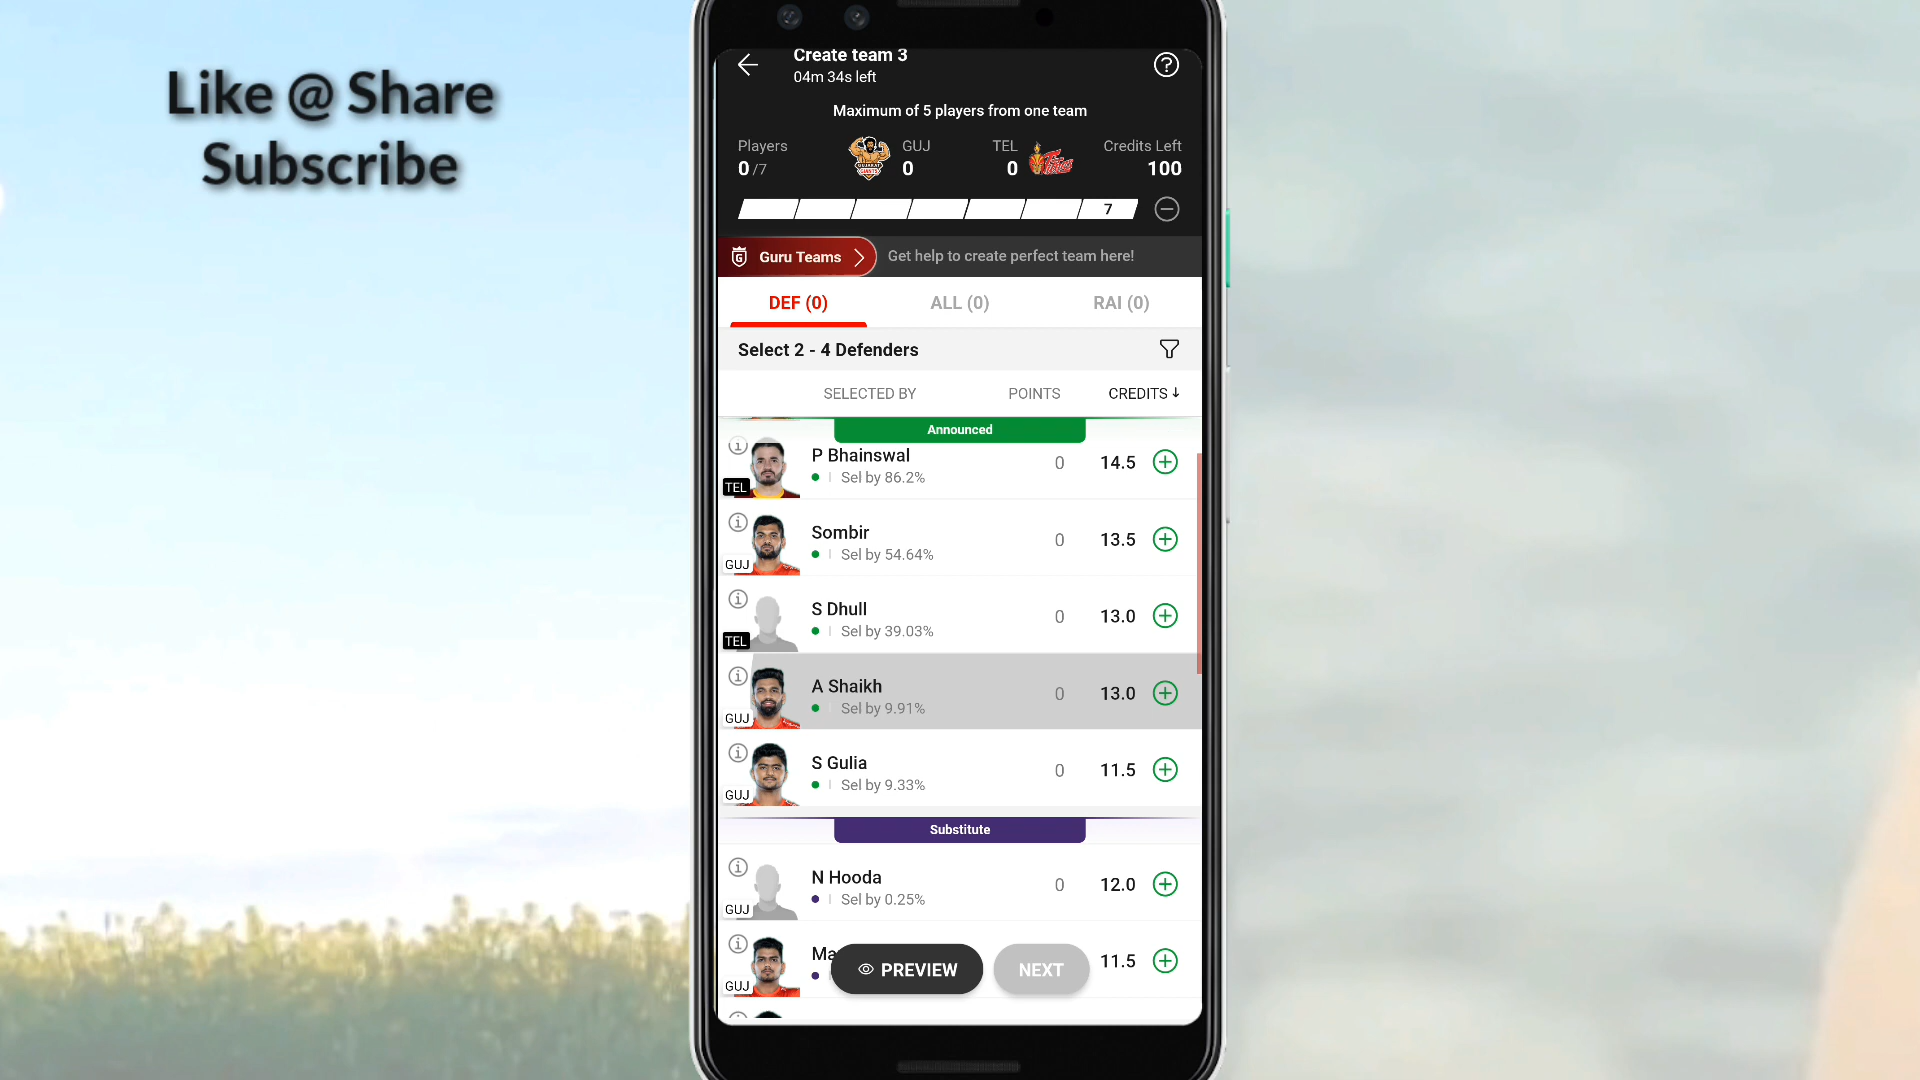 Like @ Share
Subscribe
Create team 3
04m 34s left
Maximum of 5 players from one team
Players
0/7
GUJ
0
TEL
0
Credits Left
100
7
Guru Teams
Get help to create perfect team here!
DEF (0)
ALL (0)
RAI (0)
Select 2 - 4 Defenders
SELECTED BY
POINTS
CREDITS↓
Announced
P Bhainswal
Sel by 86.2%
0
14.5
TEL
Sombir
Sel by 54.64%
0
13.5
GUJ
S Dhull
Sel by 39.03%
0
13.0
TEL
A Shaikh
Sel by 9.91%
0
13.0
GUJ
S Gulia
Sel by 9.33%
0
11.5
GUJ
Substitute
N Hooda
Sel by 0.25%
0
12.0
GUJ
Ma
11.5
GUJ
PREVIEW
NEXT